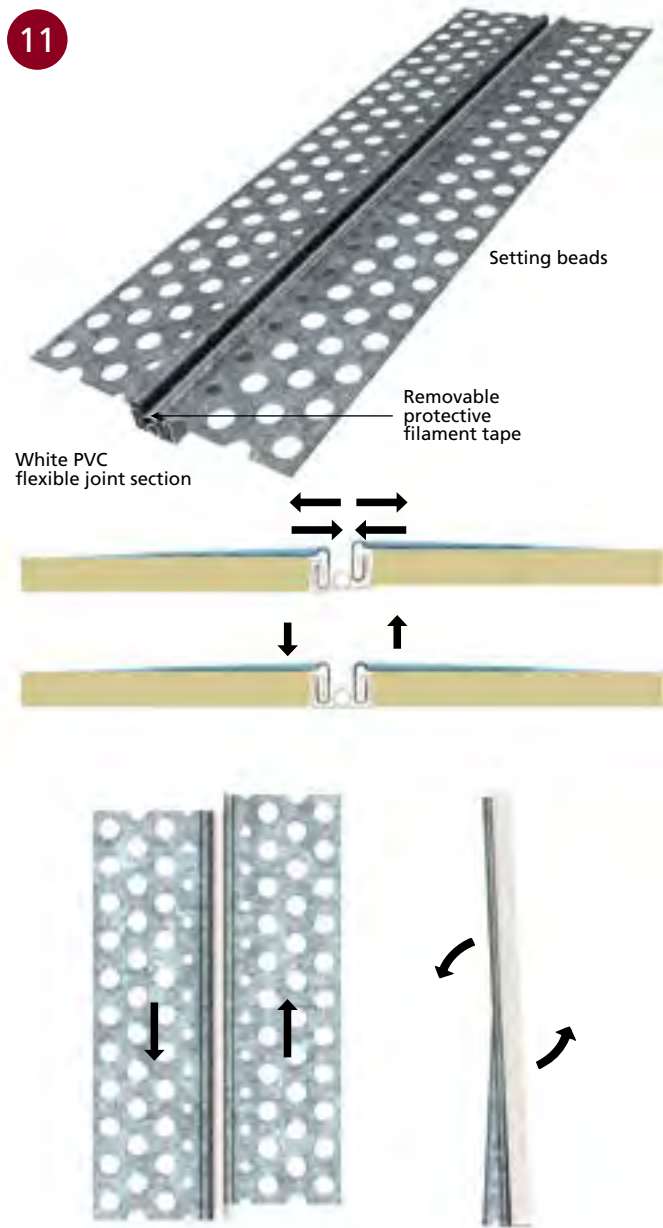 11
Setting beads
Removable
protective
filament tape
White PVC
flexible joint section